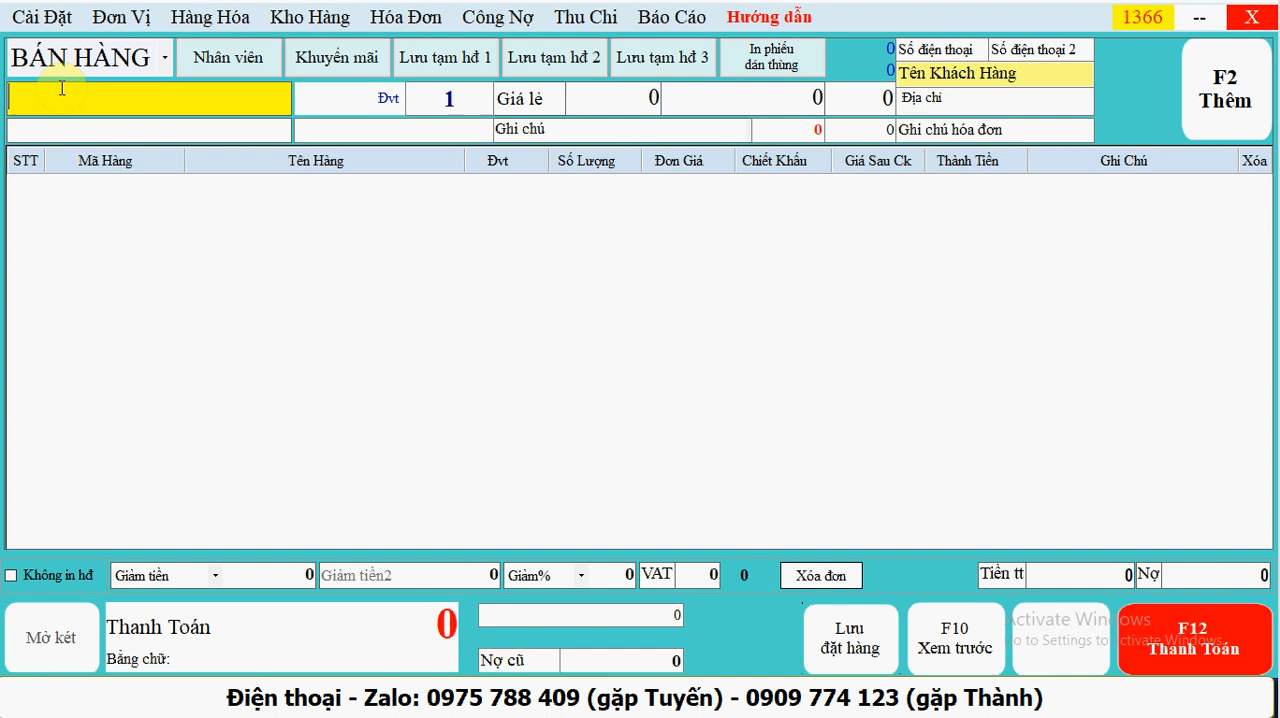 Cài Đặt Đơn Vị Hàng Hóa Kho Hàng Hóa Đơn Công Nợ Thu Chi Báo Cáo Hướng dẫn 1366 -- X
BÁN HÀNG Nhân viên Khuyến mãi Lưu tạm hđ 1 Lưu tạm hđ 2 Lưu tạm hđ 3 In phiếu dán thùng 0 Số điện thoại Số điện thoại 2
0 Tên Khách Hàng
F2
Thêm
Đvt 1 Giá lẻ 0 0 0 Địa chỉ
Ghi chú 0 0 Ghi chú hóa đơn
STT Mã Hàng Tên Hàng Đvt Số Lượng Đơn Giá Chiết Khấu Giá Sau Ck Thành Tiền Ghi Chú Xóa
Không in hđ Giảm tiền 0 Giảm tiền2 0 Giảm% 0 VAT 0 0 Xóa đơn Tiền tt 0 Nợ 0
Mở két
Thanh Toán 0
Bằng chữ:
0
Nợ cũ 0
Lưu
đặt hàng
F10
Xem trước
Activate Windows
Go to Settings to activate Windows.
F12
Thanh Toán
Điện thoại - Zalo: 0975 788 409 (gặp Tuyến) - 0909 774 123 (gặp Thành)